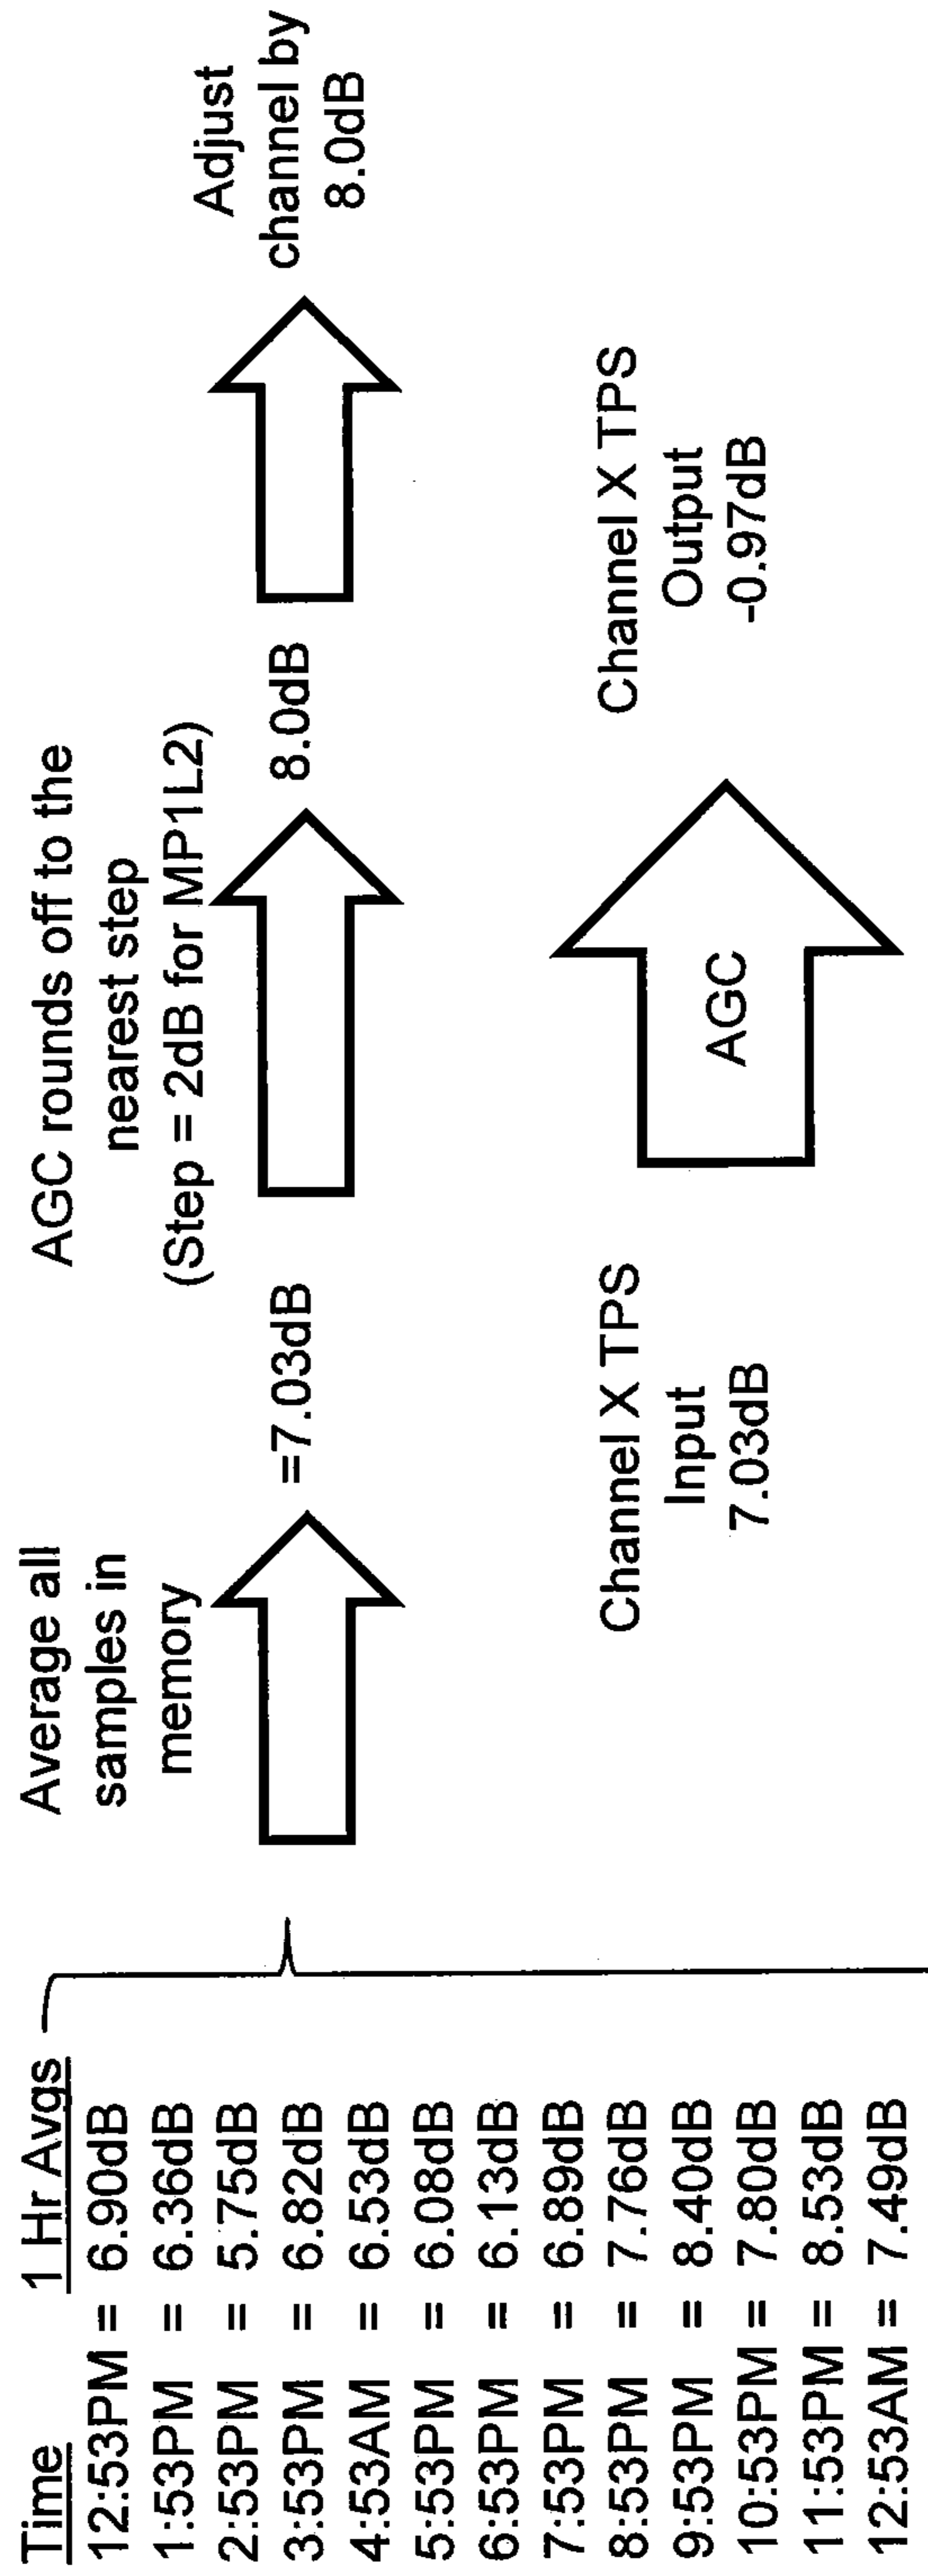 Time 1 Hr Avgs
12:53PM = 6.90dB
1:53PM = 6.36dB
2:53PM = 5.75dB
3:53PM = 6.82dB
4:53AM = 6.53dB
5:53PM = 6.08dB
6:53PM = 6.13dB
7:53PM = 6.89dB
8:53PM = 7.76dB
9:53PM = 8.40dB
10:53PM = 7.80dB
11:53PM = 8.53dB
12:53AM = 7.49dB
Average all
samples in
memory
=7.03dB
AGC rounds off to the
nearest step
(Step = 2dB for MP1L2)
8.0dB
Adjust
channel by
8.0dB
Channel X TPS
Input
7.03dB
AGC
Channel X TPS
Output
-0.97dB